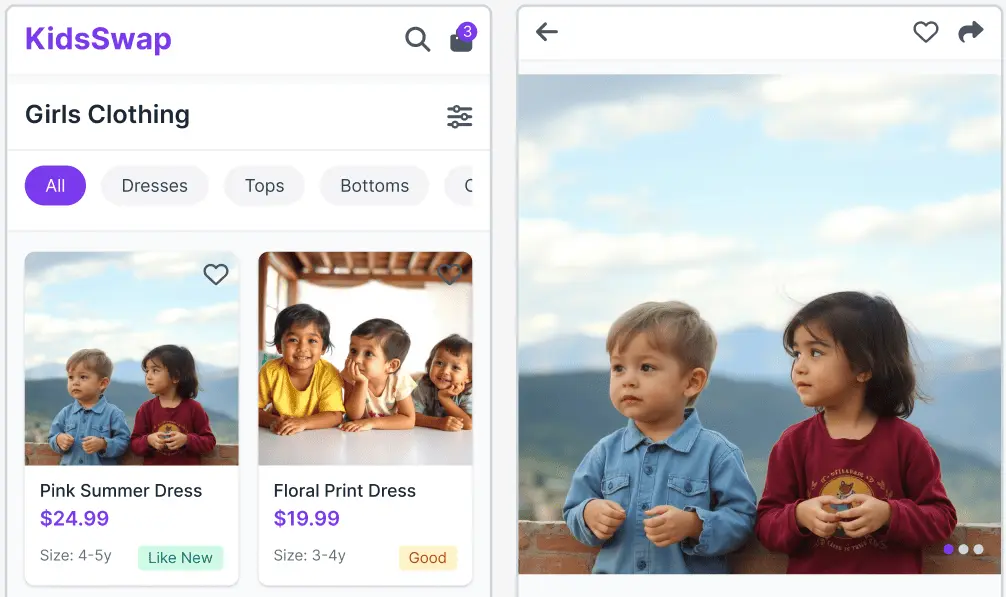 KidsSwap
3
Girls Clothing
All
Dresses
Tops
Bottoms
Pink Summer Dress
$24.99
Size: 4-5y
Like New
Floral Print Dress
$19.99
Size: 3-4y
Good